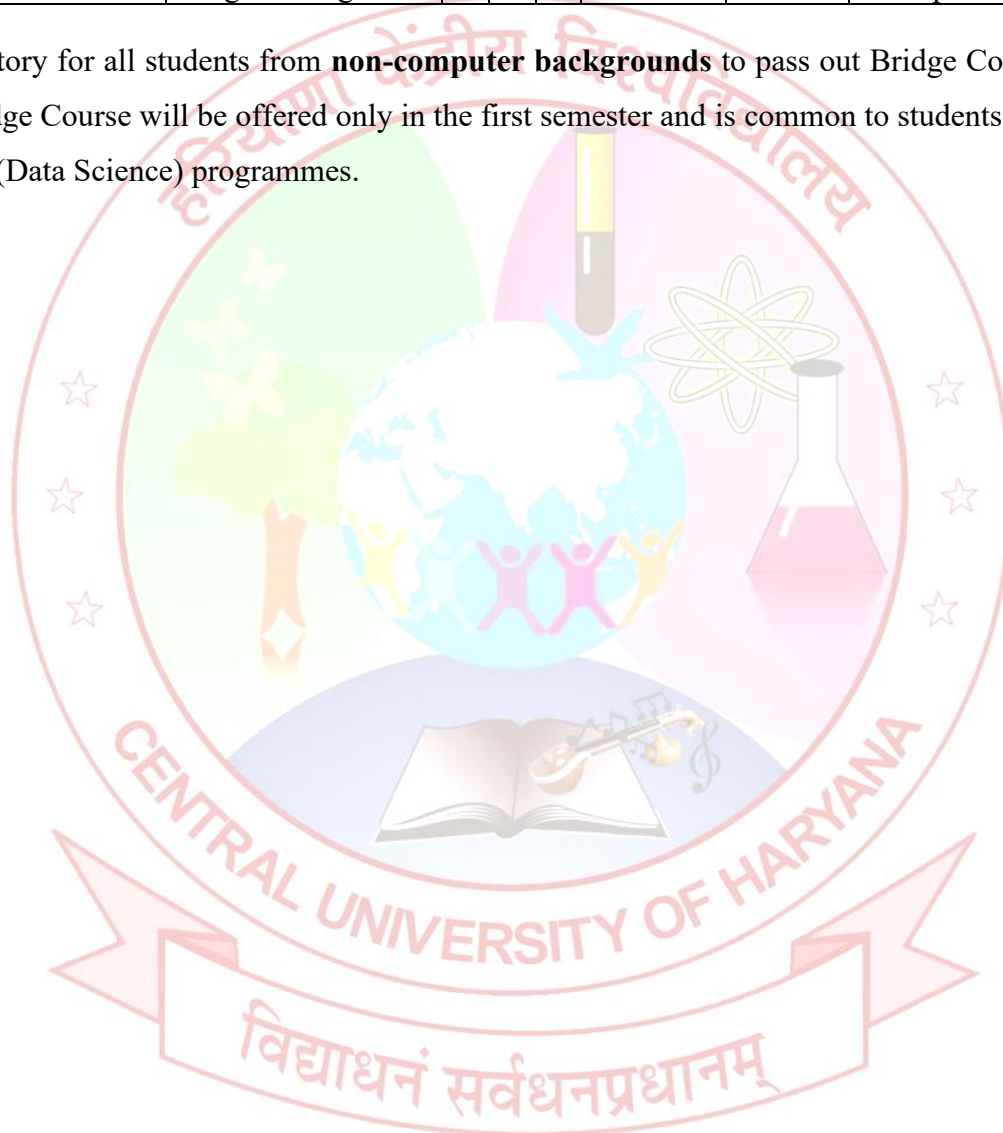 हरियाणा केंद्रीय विश्वविद्यालय
tory for all students from non-computer backgrounds to pass out Bridge Co
lge Course will be offered only in the first semester and is common to students
(Data Science) programmes.
CENTRAL UNIVERSITY OF HARYANA
विद्याधनं सर्वधनप्रधानम्